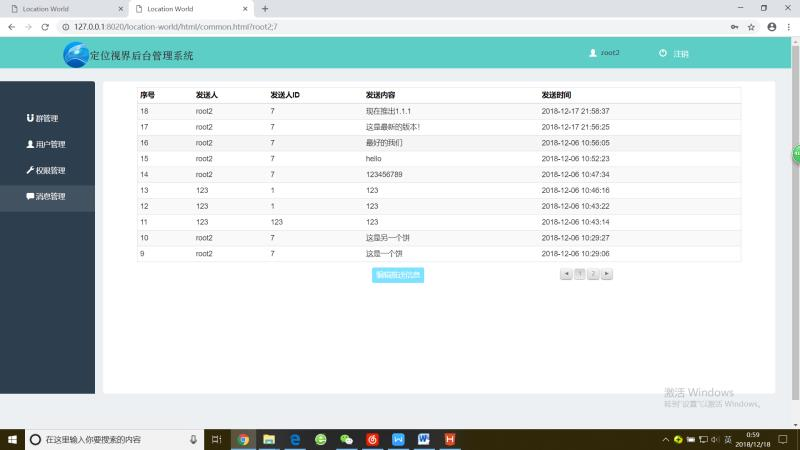 Location World
Location World
127.0.0.1:8020/location-world/html/common.html?root2;7
定位视界后台管理系统
root2
注销
群管理
用户管理
权限管理
消息管理
序号 发送人 发送人ID 发送内容 发送时间
18 root2 7 现在推出1.1.1 2018-12-17 21:58:37
17 root2 7 这是最新的版本！ 2018-12-17 21:56:25
16 root2 7 最好的我们 2018-12-06 10:56:05
15 root2 7 hello 2018-12-06 10:52:23
14 root2 7 123456789 2018-12-06 10:47:34
13 123 1 123 2018-12-06 10:46:16
12 123 1 123 2018-12-06 10:43:22
11 123 123 123 2018-12-06 10:43:14
10 root2 7 这是另一个饼 2018-12-06 10:29:27
9 root2 7 这是一个饼 2018-12-06 10:29:06
编辑推送信息
1 2
激活 Windows
转到"设置"以激活 Windows。
在这里输入你要搜索的内容
英
0:59
2018/12/18